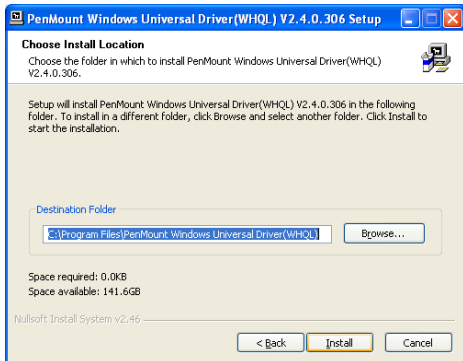 PenMount Windows Universal Driver(WHQL) V2.4.0.306 Setup
Choose Install Location
Choose the folder in which to install PenMount Windows Universal Driver(WHQL)
V2.4.0.306.
Setup will install PenMount Windows Universal Driver(WHQL) V2.4.0.306 in the following
folder. To install in a different folder, click Browse and select another folder. Click Install to
start the installation.
Destination Folder
C:\Program Files\PenMount Windows Universal Driver(WHQL)
Browse...
Space required: 0.0KB
Space available: 141.6GB
Nullsoft Install System v2.46
< Back Install Cancel